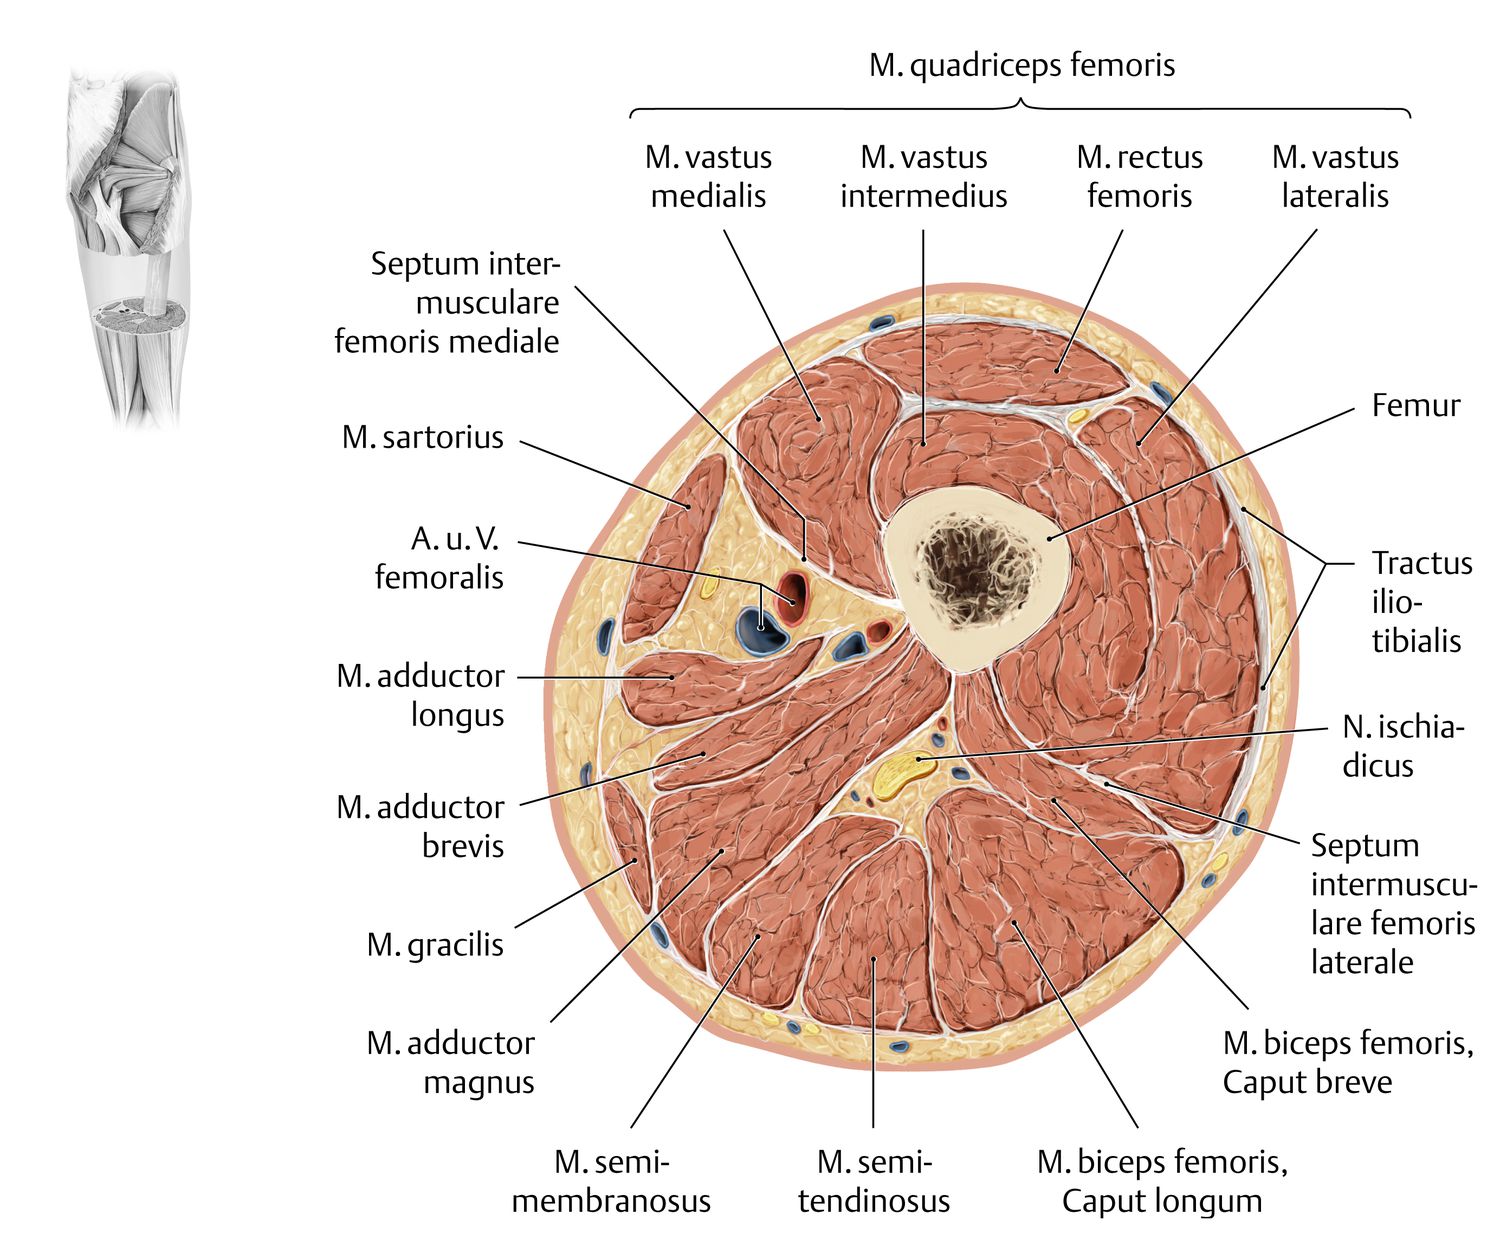 M. quadriceps femoris
M. vastus
medialis
M. vastus
intermedius
M. rectus
femoris
M. vastus
lateralis
Septum inter-
musculare
femoris mediale
M. sartorius
A. u. V.
femoralis
M. adductor
longus
M. adductor
brevis
M. gracilis
M. adductor
magnus
M. semi-
membranosus
M. semi-
tendinosus
M. biceps femoris,
Caput longum
Femur
Tractus
ilio-
tibialis
N. ischia-
dicus
Septum
intermuscu-
lare femoris
laterale
M. biceps femoris,
Caput breve